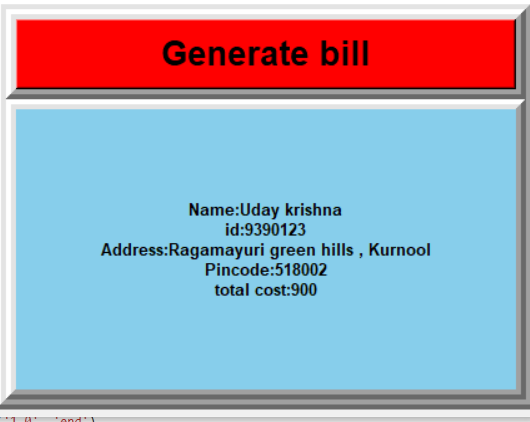 Generate bill
Name:Uday krishna
id:9390123
Address:Ragamayuri green hills , Kurnool
Pincode:518002
total cost:900